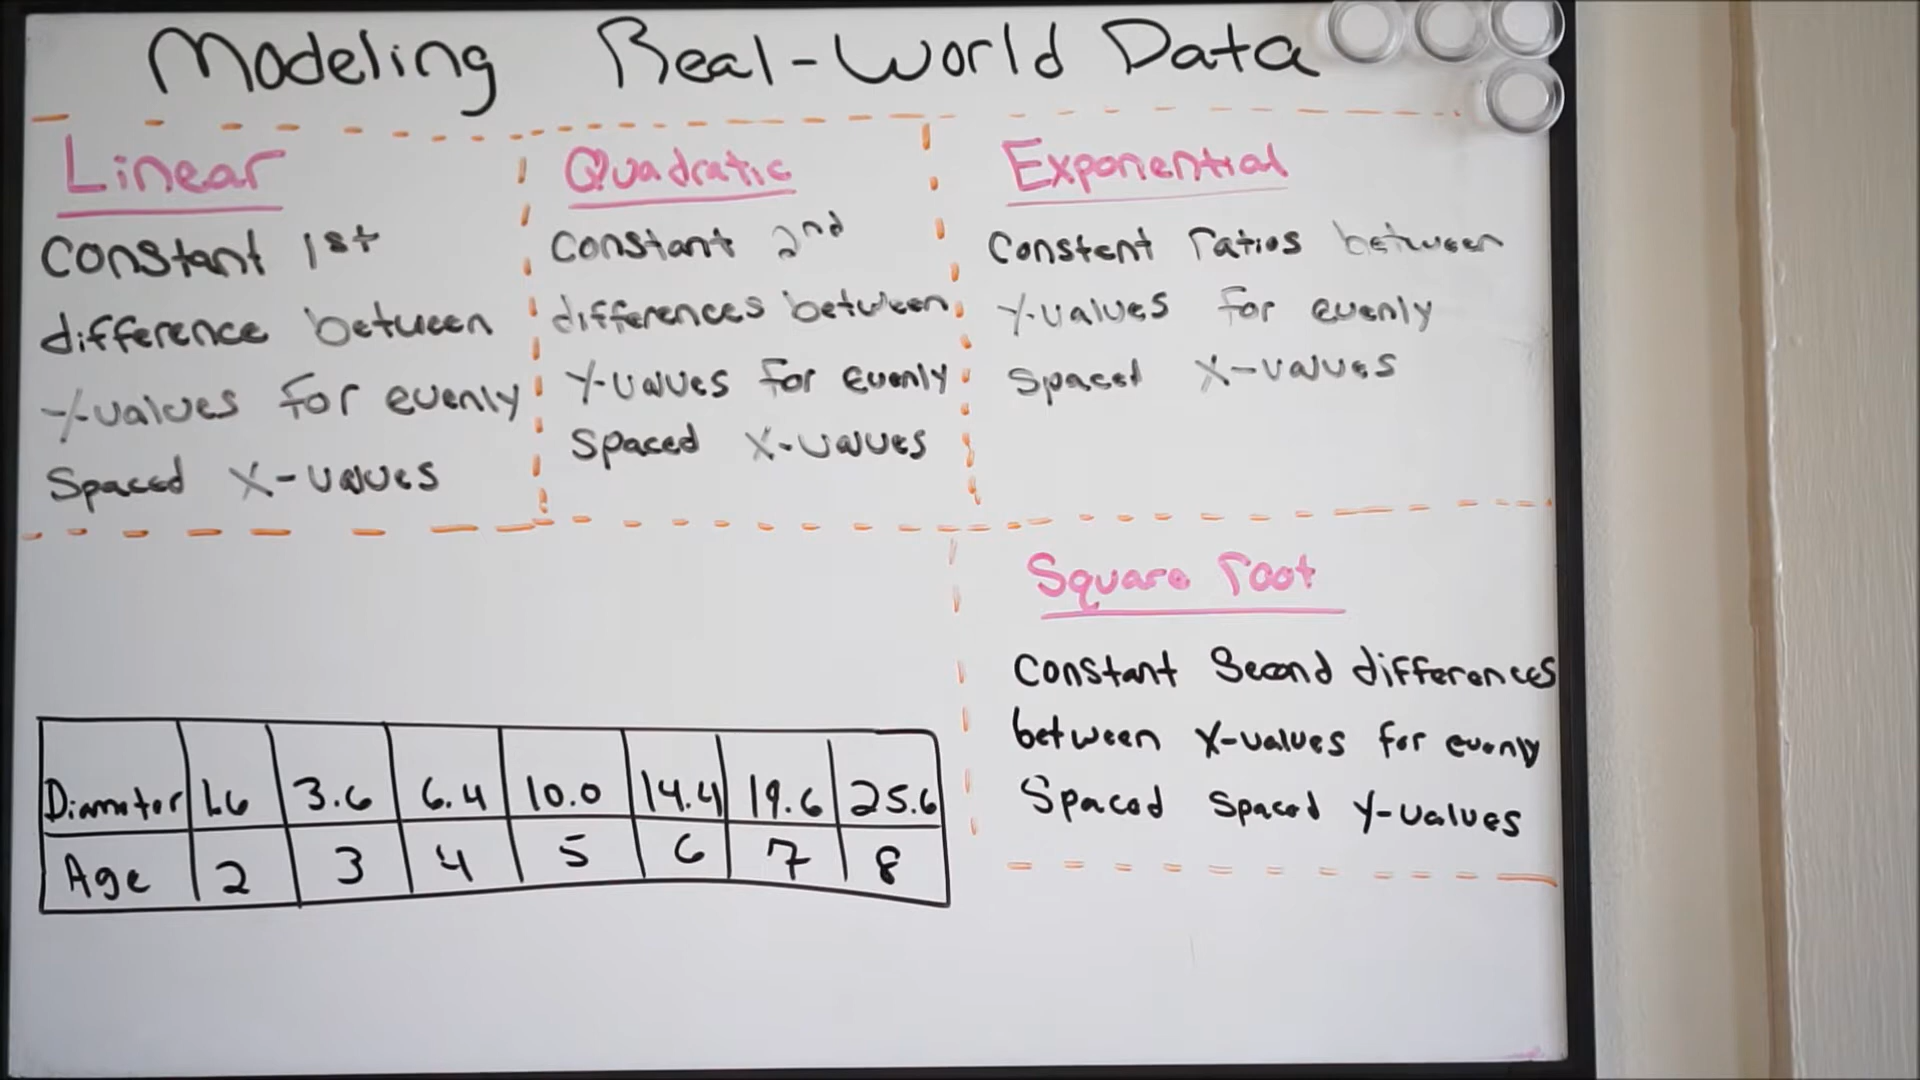 Modeling Real-World Data
Linear
Constant 1st
difference between
Y-values for evenly
Spaced X-values
Quadratic
Constant 2nd
differences between
Y-values for evenly
Spaced X-values
Exponential
Constent ratios between
Y-values for evenly
Spaced X-values
Square root
Constant Second differences
between X-values for evenly
Spaced Spaced Y-values
Diameter 1.6 3.6 6.4 10.0 14.4 19.6 25.6
Age 2 3 4 5 6 7 8